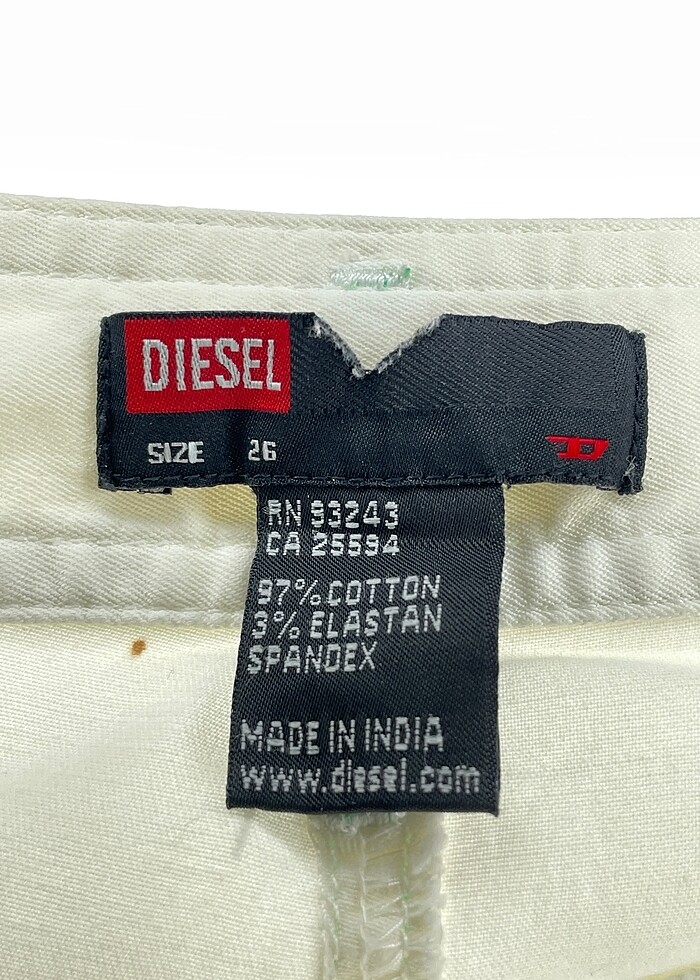 DIESEL
SIZE 26
RN 93243
CA 25594
97% COTTON
3% ELASTAN
SPANDEX
MADE IN INDIA
www.diesel.com